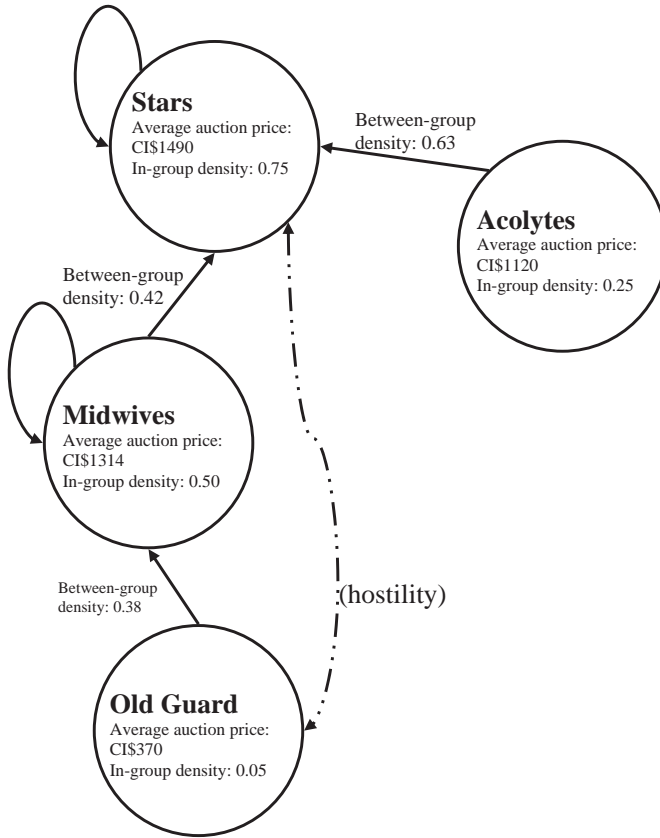 Stars
Average auction price:
CI$1490
In-group density: 0.75
Between-group
density: 0.63
Acolytes
Average auction price:
CI$1120
In-group density: 0.25
Between-group
density: 0.42
Midwives
Average auction price:
CI$1314
In-group density: 0.50
Between-group
density: 0.38
(hostility)
Old Guard
Average auction price:
CI$370
In-group density: 0.05